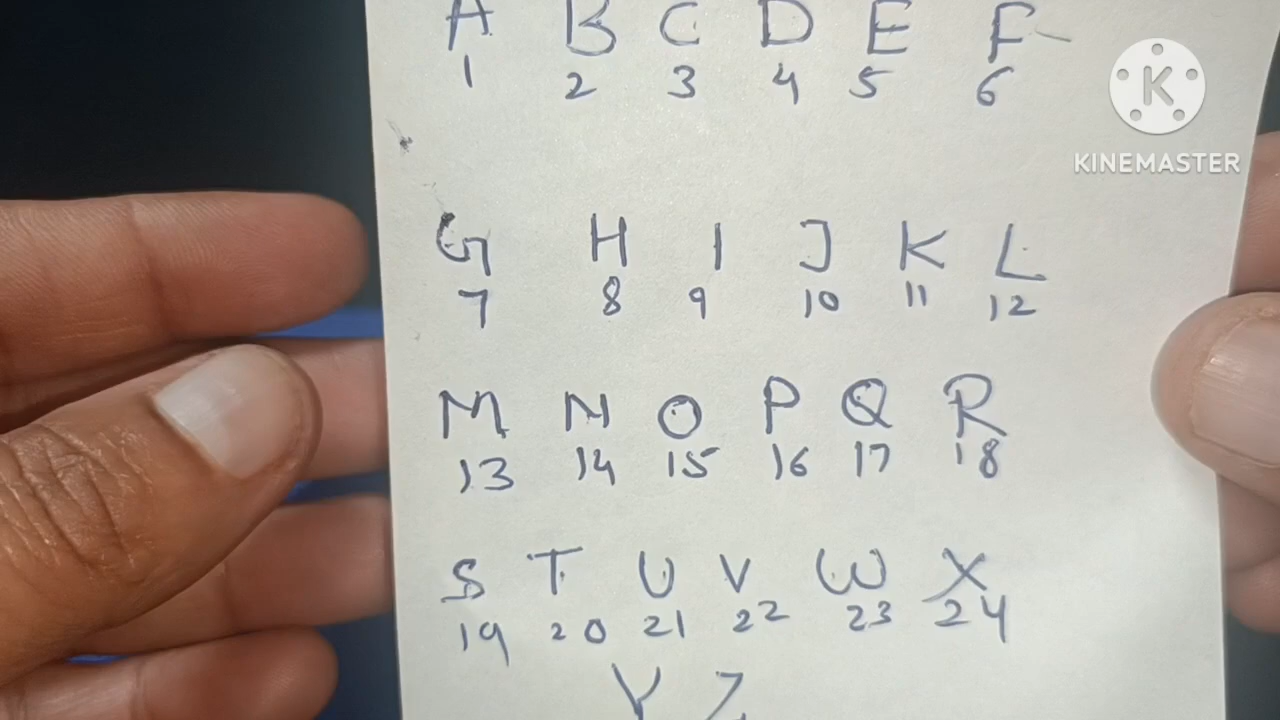 A B C D E F
1 2 3 4 5 6
G H I J K L
7 8 9 10 11 12
M N O P Q R
13 14 15 16 17 18
S T U V W X
19 20 21 22 23 24
Y Z
K
KINEMASTER